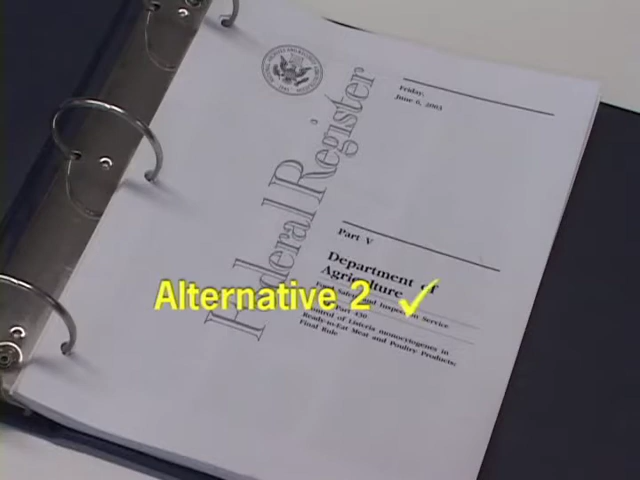 Federal Register
Friday,
June 6, 2003
Part V
Department of
Agriculture
Alternative 2 ✓
Food Safety and Inspection Service
Part 430
Control of Listeria monocytogenes in
Ready-to-Eat Meat and Poultry Products;
Final Rule